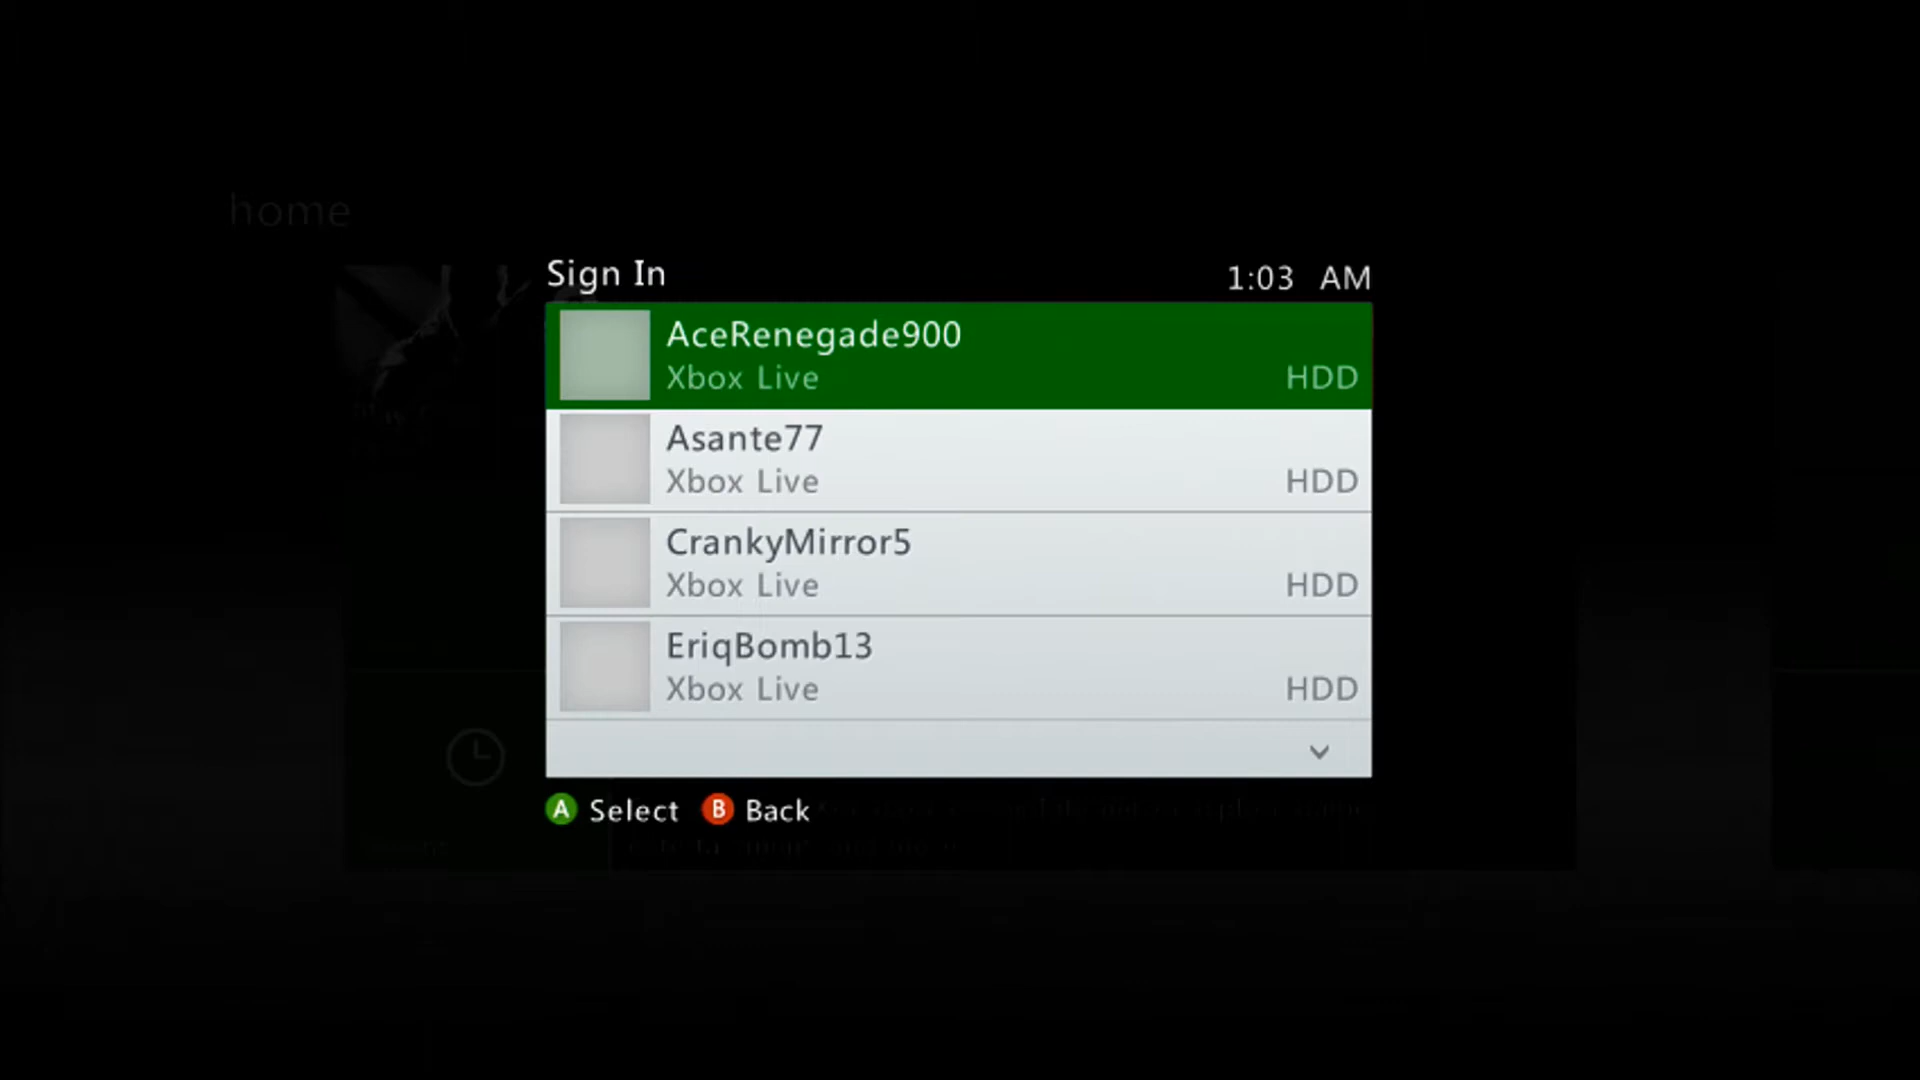 home
Sign In
1:03 AM
AceRenegade900
Xbox Live
HDD
Asante77
Xbox Live
HDD
CrankyMirror5
Xbox Live
HDD
EriqBomb13
Xbox Live
HDD
A Select B Back